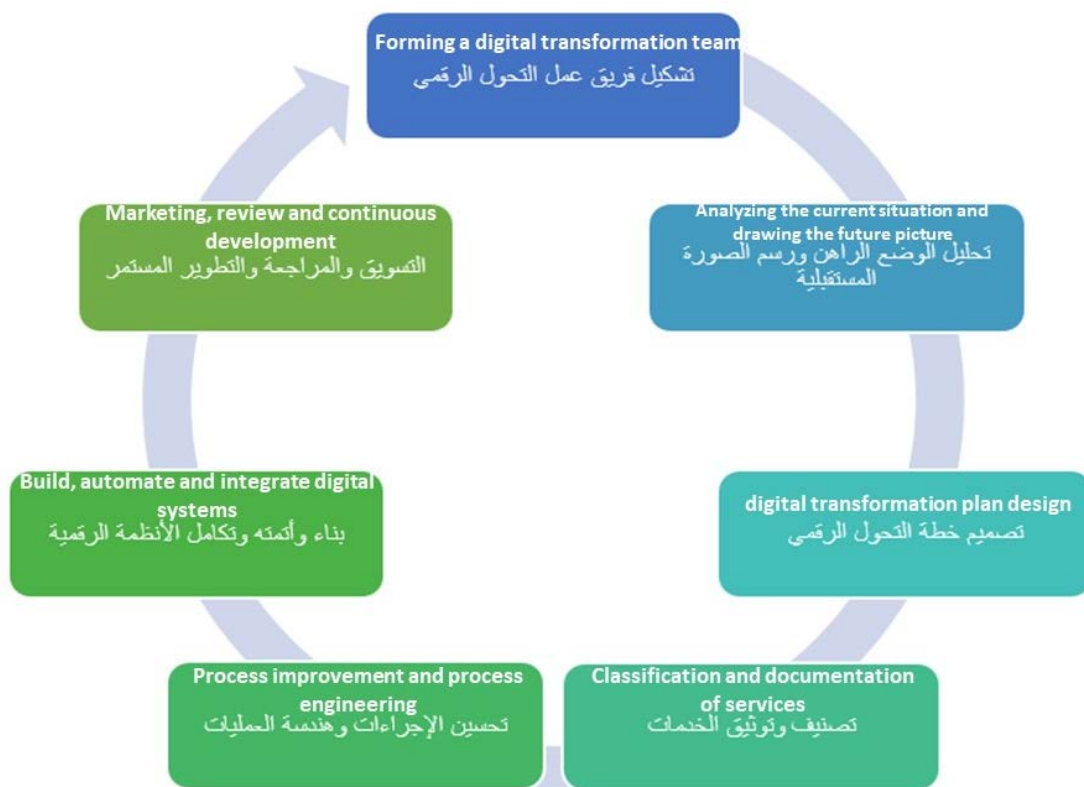 Forming a digital transformation team
تشكيل فريق عمل التحول الرقمي
Analyzing the current situation and
drawing the future picture
تحليل الوضع الراهن ورسم الصورة
المستقبلية
digital transformation plan design
تصميم خطة التحول الرقمي
Classification and documentation
of services
تصنيف وتوثيق الخدمات
Process improvement and process
engineering
تحسين الإجراءات وهندسة العمليات
Build, automate and integrate digital
systems
بناء وأتمته وتكامل الأنظمة الرقمية
Marketing, review and continuous
development
التسويق والمراجعة والتطوير المستمر